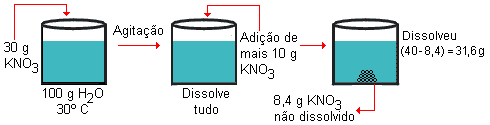 30 g
KNO3
100 g H2O
30º C
Agitação
Dissolve
tudo
Adição de
mais 10 g
KNO3
Dissolveu
(40-8,4) = 31,6g
8,4 g KNO3
não dissolvido